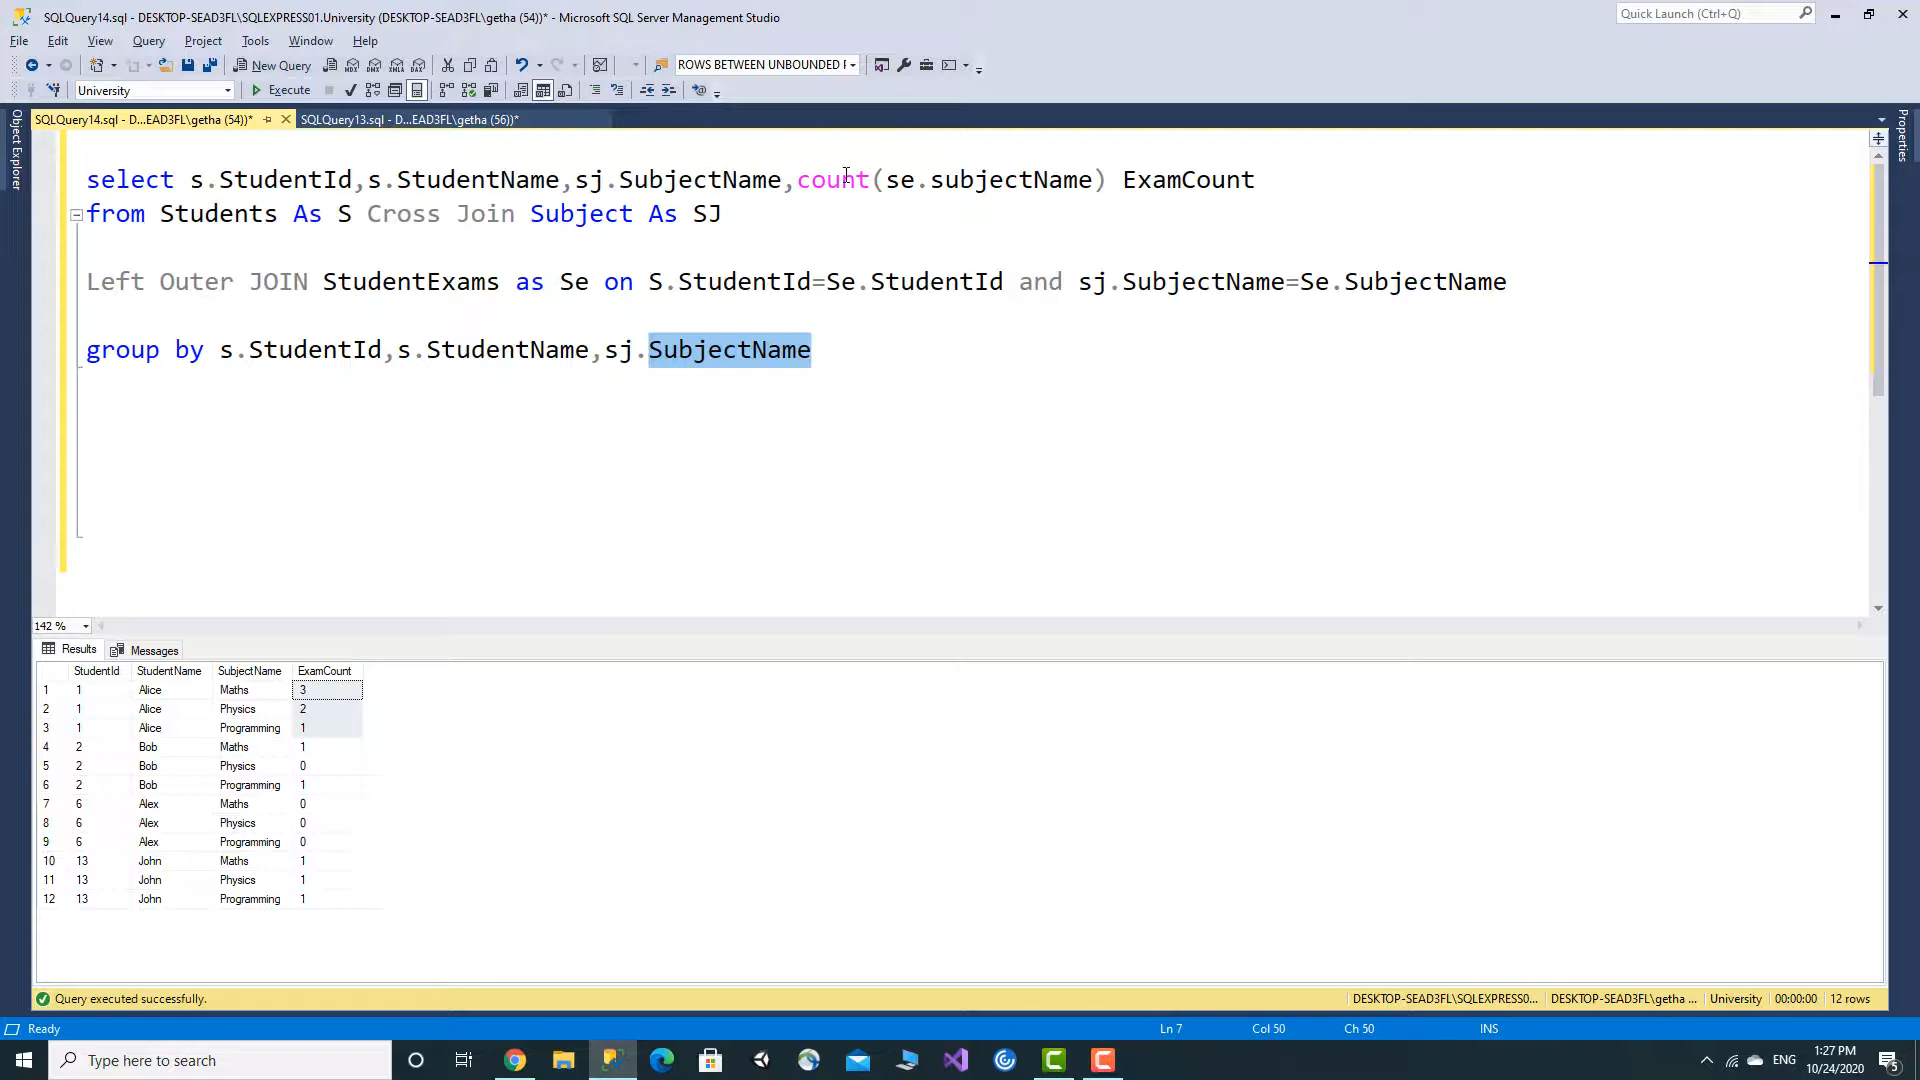 SQLQuery14.sql - DESKTOP-SEAD3FL\SQLEXPRESS01.University (DESKTOP-SEAD3FL\getha (54))* - Microsoft SQL Server Management Studio
Quick Launch (Ctrl+Q)
File Edit View Query Project Tools Window Help
New Query
ROWS BETWEEN UNBOUNDED F
University
Execute
SQLQuery14.sql - D...EAD3FL\getha (54))*
SQLQuery13.sql - D...EAD3FL\getha (56))*
Object Explorer
Properties
select s.StudentId,s.StudentName,sj.SubjectName,count(se.subjectName) ExamCount
from Students As S Cross Join Subject As SJ
Left Outer JOIN StudentExams as Se on S.StudentId=Se.StudentId and sj.SubjectName=Se.SubjectName
group by s.StudentId,s.StudentName,sj.SubjectName
142 %
Results Messages
StudentId StudentName SubjectName ExamCount
1 1 Alice Maths 3
2 1 Alice Physics 2
3 1 Alice Programming 1
4 2 Bob Maths 1
5 2 Bob Physics 0
6 2 Bob Programming 1
7 6 Alex Maths 0
8 6 Alex Physics 0
9 6 Alex Programming 0
10 13 John Maths 1
11 13 John Physics 1
12 13 John Programming 1
Query executed successfully.
DESKTOP-SEAD3FL\SQLEXPRESS0... DESKTOP-SEAD3FL\getha ... University 00:00:00 12 rows
Ready
Ln 7 Col 50 Ch 50 INS
Type here to search
ENG
1:27 PM
10/24/2020
5